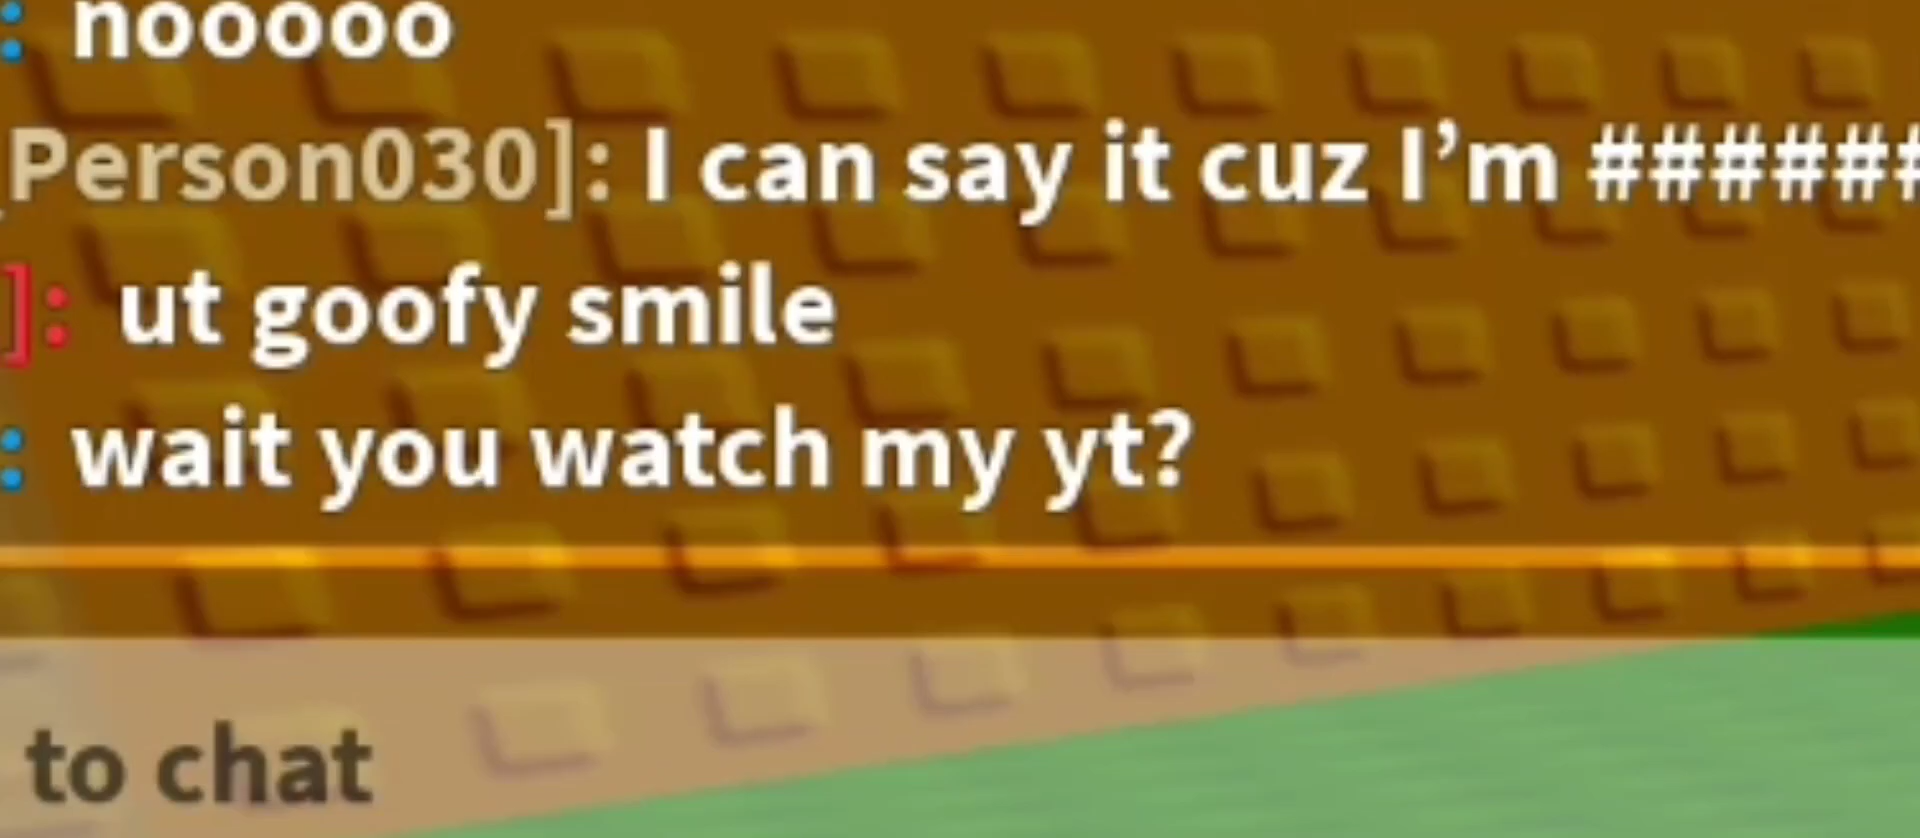 : nooooo
[Person030]: I can say it cuz I’m ######
]: ut goofy smile
: wait you watch my yt?
to chat